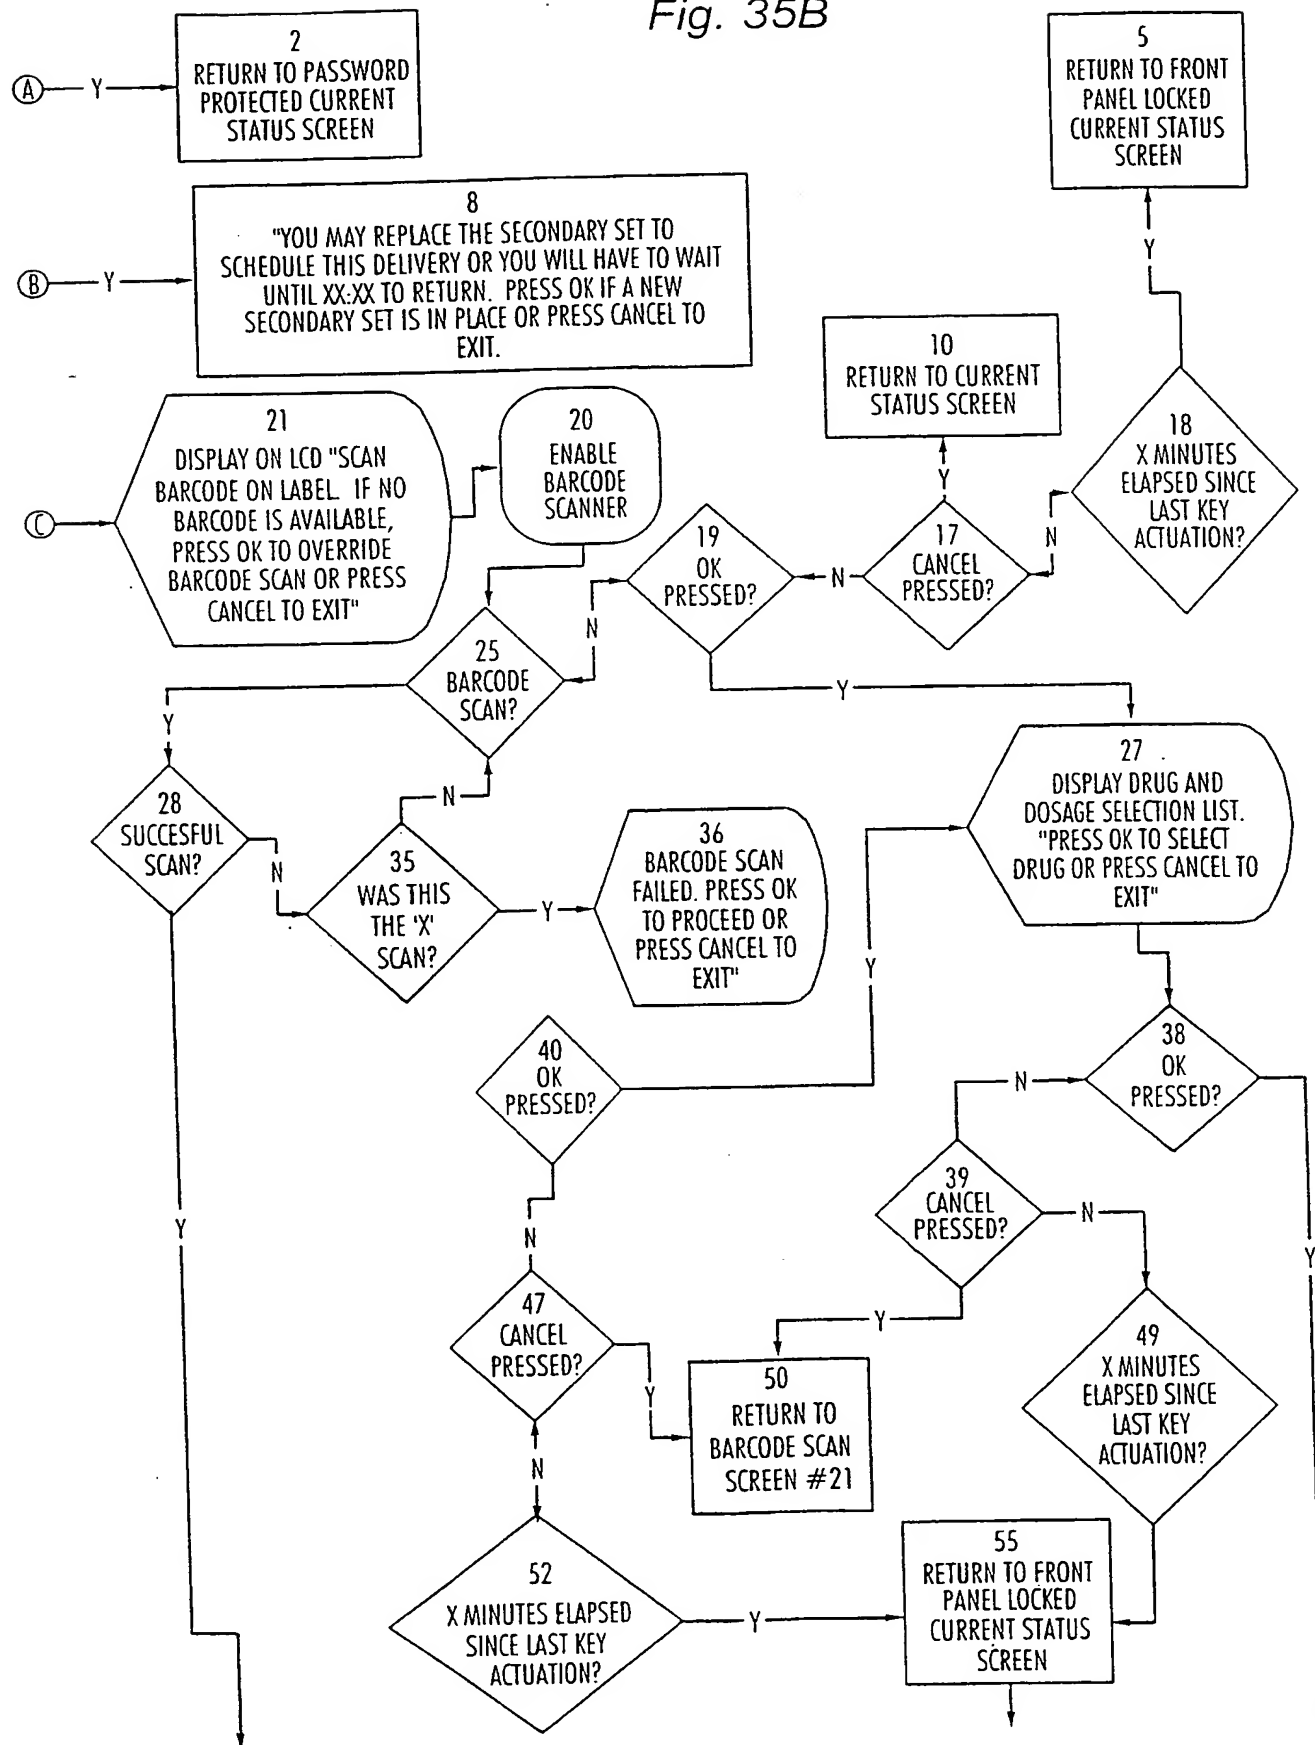 Fig. 35B
2
RETURN TO PASSWORD
PROTECTED CURRENT
STATUS SCREEN
A
Y
5
RETURN TO FRONT
PANEL LOCKED
CURRENT STATUS
SCREEN
Y
8
"YOU MAY REPLACE THE SECONDARY SET TO
SCHEDULE THIS DELIVERY OR YOU WILL HAVE TO WAIT
UNTIL XX:XX TO RETURN. PRESS OK IF A NEW
SECONDARY SET IS IN PLACE OR PRESS CANCEL TO
EXIT.
B
Y
10
RETURN TO CURRENT
STATUS SCREEN
Y
21
DISPLAY ON LCD "SCAN
BARCODE ON LABEL. IF NO
BARCODE IS AVAILABLE,
PRESS OK TO OVERRIDE
BARCODE SCAN OR PRESS
CANCEL TO EXIT"
C
20
ENABLE
BARCODE
SCANNER
18
X MINUTES
ELAPSED SINCE
LAST KEY
ACTUATION?
N
17
CANCEL
PRESSED?
N
19
OK
PRESSED?
N
Y
25
BARCODE
SCAN?
Y
27
DISPLAY DRUG AND
DOSAGE SELECTION LIST.
"PRESS OK TO SELECT
DRUG OR PRESS CANCEL TO
EXIT"
28
SUCCESFUL
SCAN?
N
N
35
WAS THIS
THE 'X'
SCAN?
Y
36
BARCODE SCAN
FAILED. PRESS OK
TO PROCEED OR
PRESS CANCEL TO
EXIT"
Y
40
OK
PRESSED?
38
OK
PRESSED?
N
39
CANCEL
PRESSED?
N
Y
Y
N
47
CANCEL
PRESSED?
Y
Y
50
RETURN TO
BARCODE SCAN
SCREEN #21
49
X MINUTES
ELAPSED SINCE
LAST KEY
ACTUATION?
N
52
X MINUTES ELAPSED
SINCE LAST KEY
ACTUATION?
Y
55
RETURN TO FRONT
PANEL LOCKED
CURRENT STATUS
SCREEN